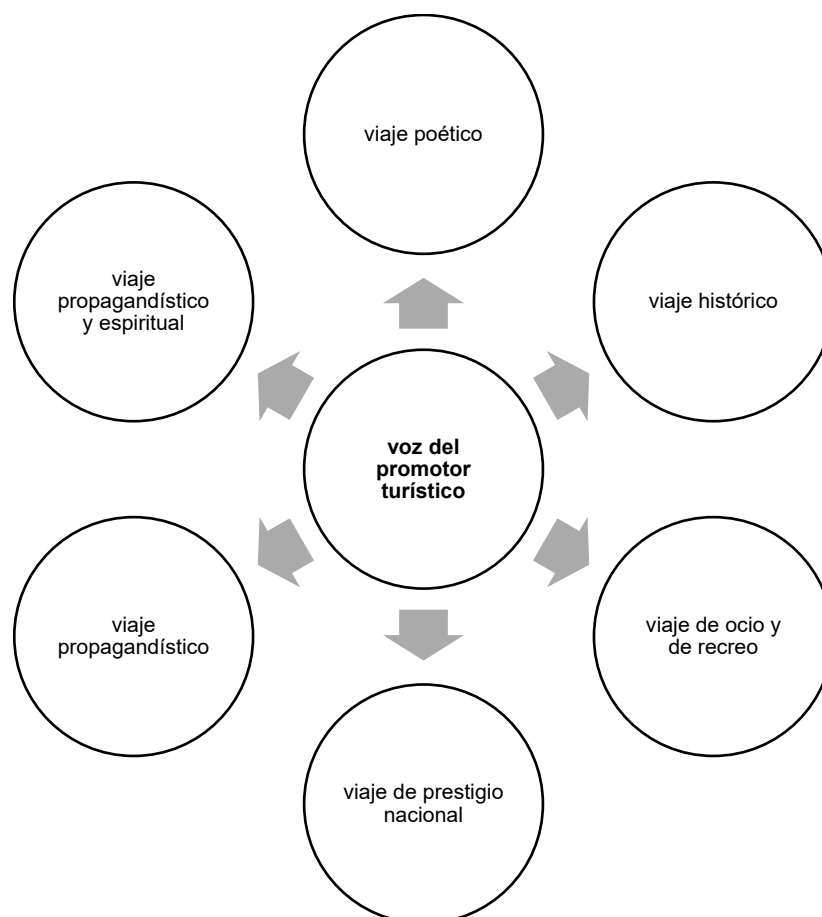 viaje poético
viaje
propagandístico
y espiritual
viaje histórico
voz del
promotor
turístico
viaje
propagandístico
viaje de ocio y
de recreo
viaje de prestigio
nacional